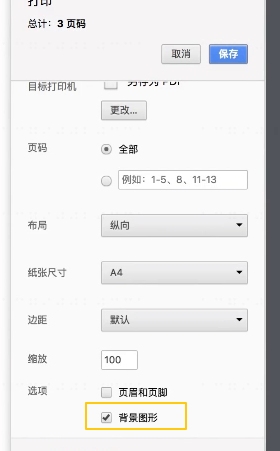 打印
总计：3 页码
取消
保存
目标打印机
另存为 PDF
更改...
页码
全部
例如：1-5、8、11-13
布局
纵向
纸张尺寸
A4
边距
默认
缩放
100
选项
页眉和页脚
背景图形